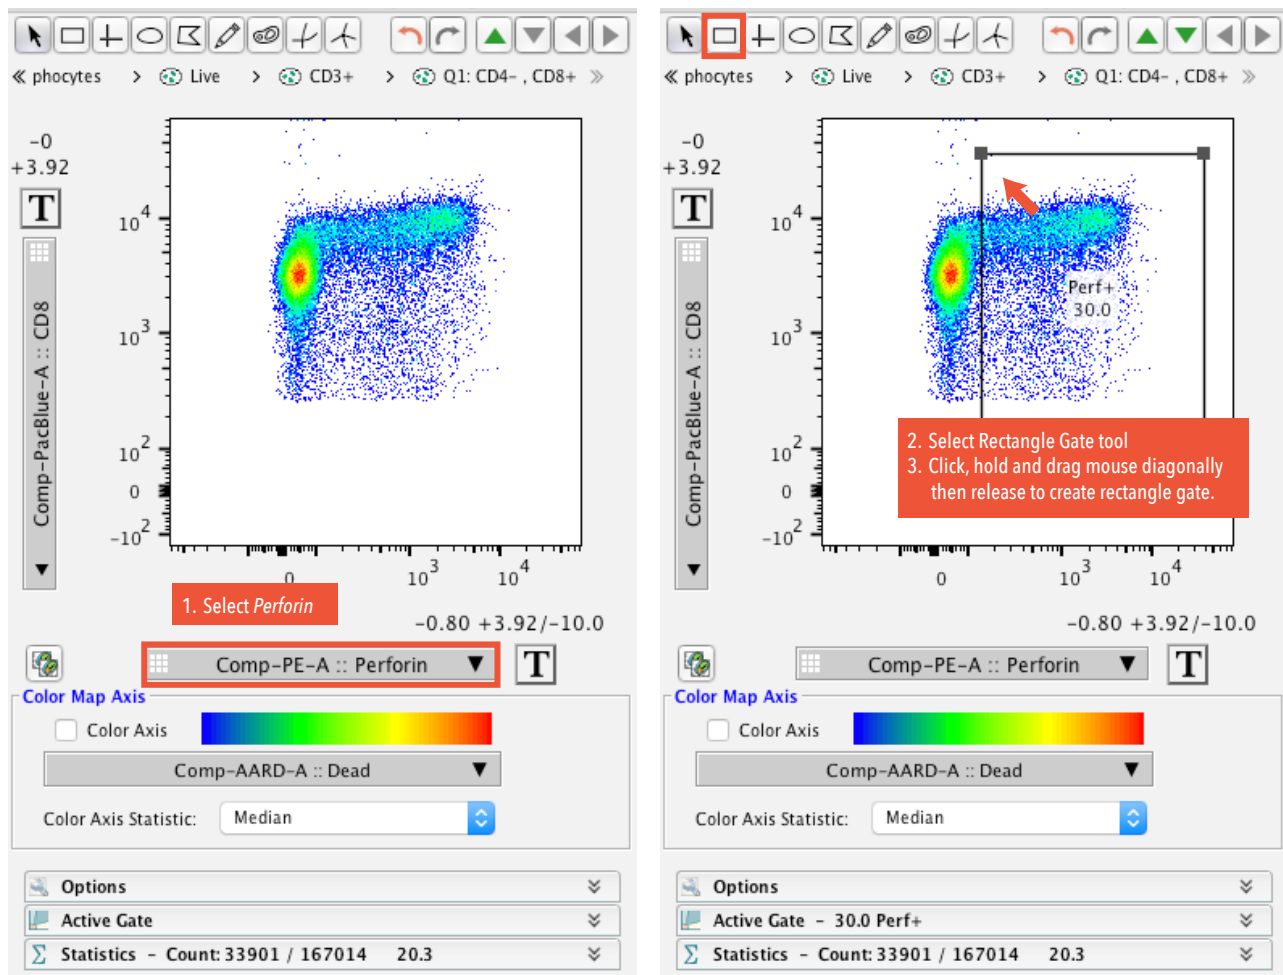 « phocytes > Live > CD3+ > Q1: CD4- , CD8+ »
-0
+3.92
T
10^4
10^3
10^2
0
-10^2
Comp-PacBlue-A :: CD8
0 10^3 10^4
1. Select Perforin
-0.80 +3.92/-10.0
Comp-PE-A :: Perforin
T
Color Map Axis
Color Axis
Comp-AARD-A :: Dead
Color Axis Statistic: Median
Options
Active Gate
Statistics - Count: 33901 / 167014 20.3
« phocytes > Live > CD3+ > Q1: CD4- , CD8+ »
-0
+3.92
T
10^4
10^3
10^2
0
-10^2
Comp-PacBlue-A :: CD8
Perf+
30.0
2. Select Rectangle Gate tool
3. Click, hold and drag mouse diagonally
then release to create rectangle gate.
0 10^3 10^4
-0.80 +3.92/-10.0
Comp-PE-A :: Perforin
T
Color Map Axis
Color Axis
Comp-AARD-A :: Dead
Color Axis Statistic: Median
Options
Active Gate - 30.0 Perf+
Statistics - Count: 33901 / 167014 20.3